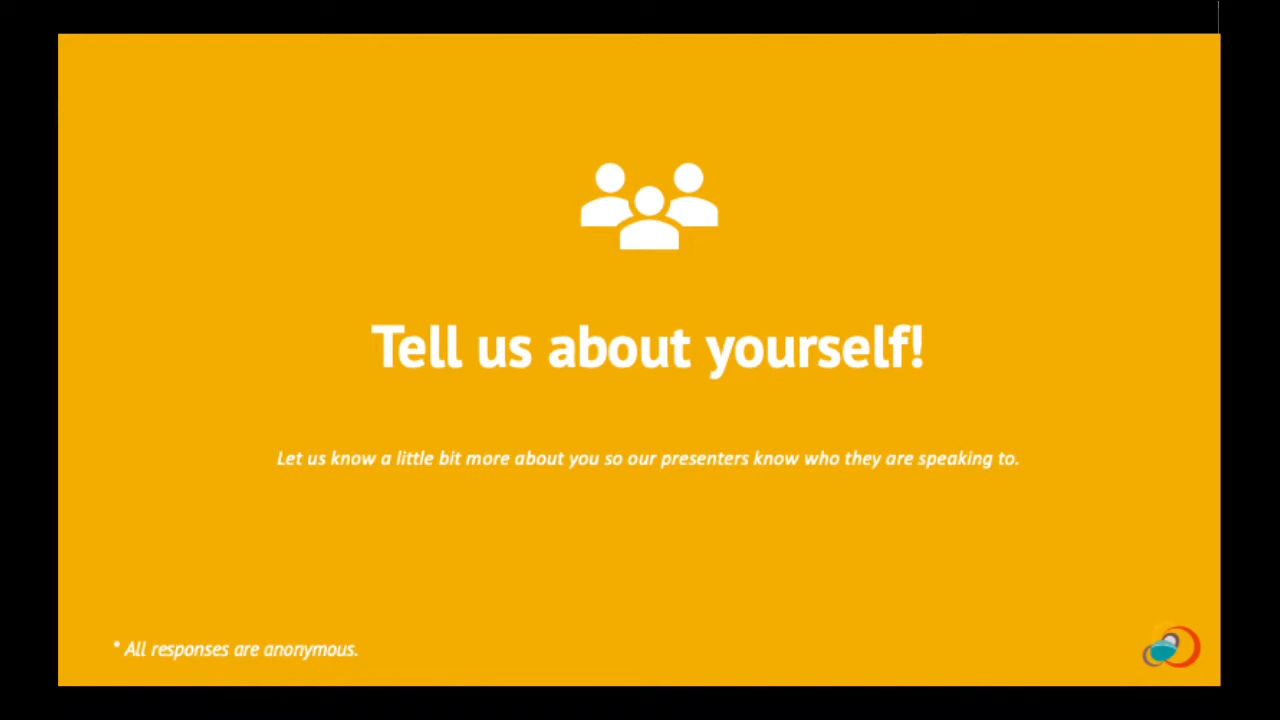 Tell us about yourself!
Let us know a little bit more about you so our presenters know who they are speaking to.
* All responses are anonymous.